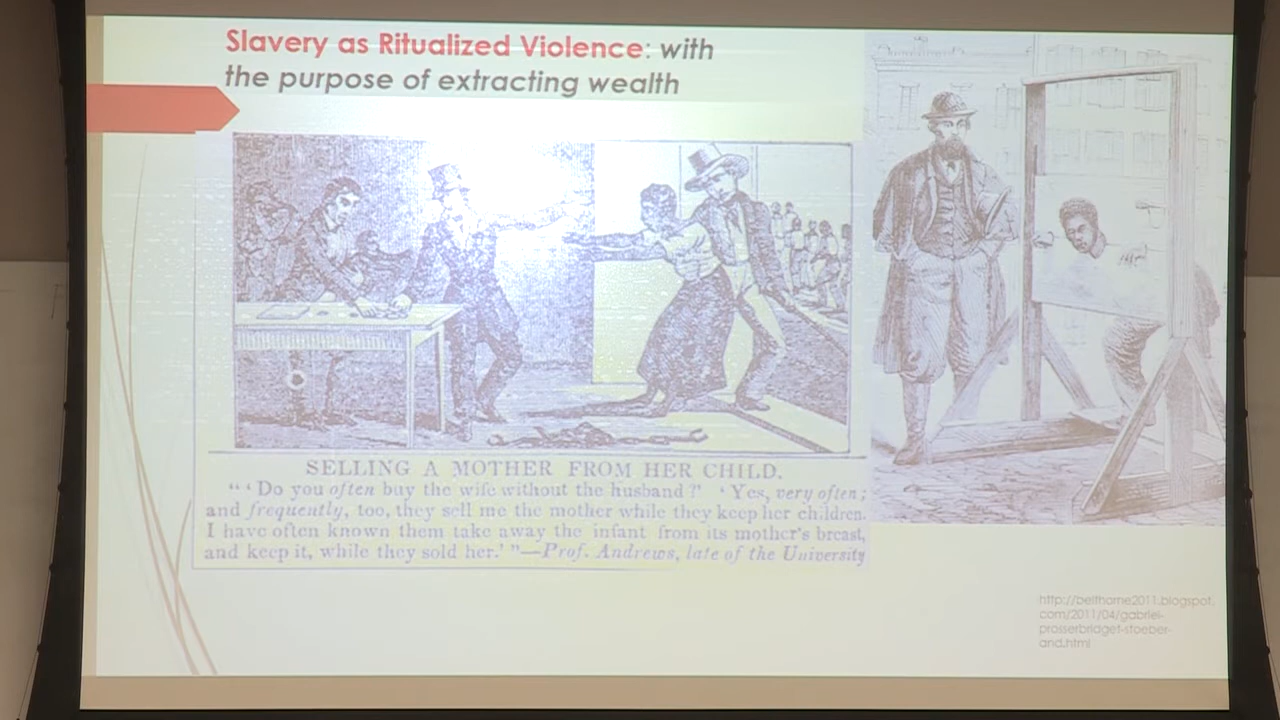 Slavery as Ritualized Violence: with
the purpose of extracting wealth
SELLING A MOTHER FROM HER CHILD.
"'Do you often buy the wife without the husband?' 'Yes, very often;
and frequently, too, they sell me the mother while they keep her children.
I have often known them take away the infant from its mother's breast,
and keep it, while they sold her.'"—Prof. Andrews, late of the University
http://bellhorne2011.blogspot.
com/2011/04/gabriel-
prosserbridget-stoeber-
and.html